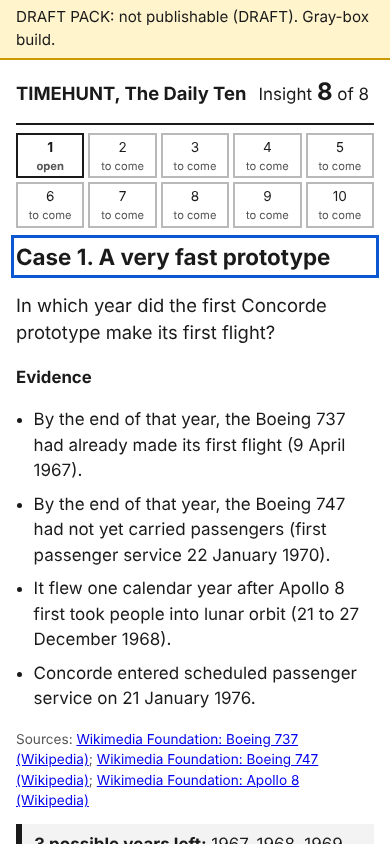 DRAFT PACK: not publishable (DRAFT). Gray-box
build.
TIMEHUNT, The Daily Ten Insight 8 of 8
1 2 3 4 5
open to come to come to come to come
6 7 8 9 10
to come to come to come to come to come
Case 1. A very fast prototype
In which year did the first Concorde
prototype make its first flight?
Evidence
• By the end of that year, the Boeing 737
had already made its first flight (9 April
1967).
• By the end of that year, the Boeing 747
had not yet carried passengers (first
passenger service 22 January 1970).
• It flew one calendar year after Apollo 8
first took people into lunar orbit (21 to 27
December 1968).
• Concorde entered scheduled passenger
service on 21 January 1976.
Sources: Wikimedia Foundation: Boeing 737
(Wikipedia); Wikimedia Foundation: Boeing 747
(Wikipedia); Wikimedia Foundation: Apollo 8
(Wikipedia)
3 possible years left: 1967, 1968, 1969